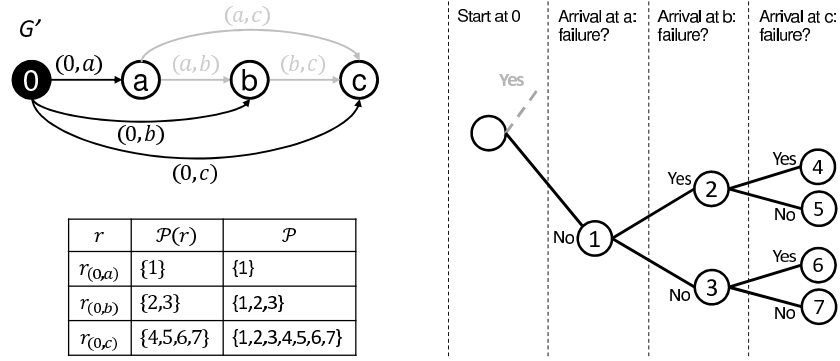 G′
0
a
b
c
(0,a)
(a,b)
(b,c)
(a,c)
(0,b)
(0,c)
r 𝒫(r) 𝒫
r(0,a) {1} {1}
r(0,b) {2,3} {1,2,3}
r(0,c) {4,5,6,7} {1,2,3,4,5,6,7}
Start at 0
Arrival at a:
failure?
Arrival at b:
failure?
Arrival at c:
failure?
Yes
No
1
Yes
2
No
3
Yes
4
No
5
Yes
6
No
7